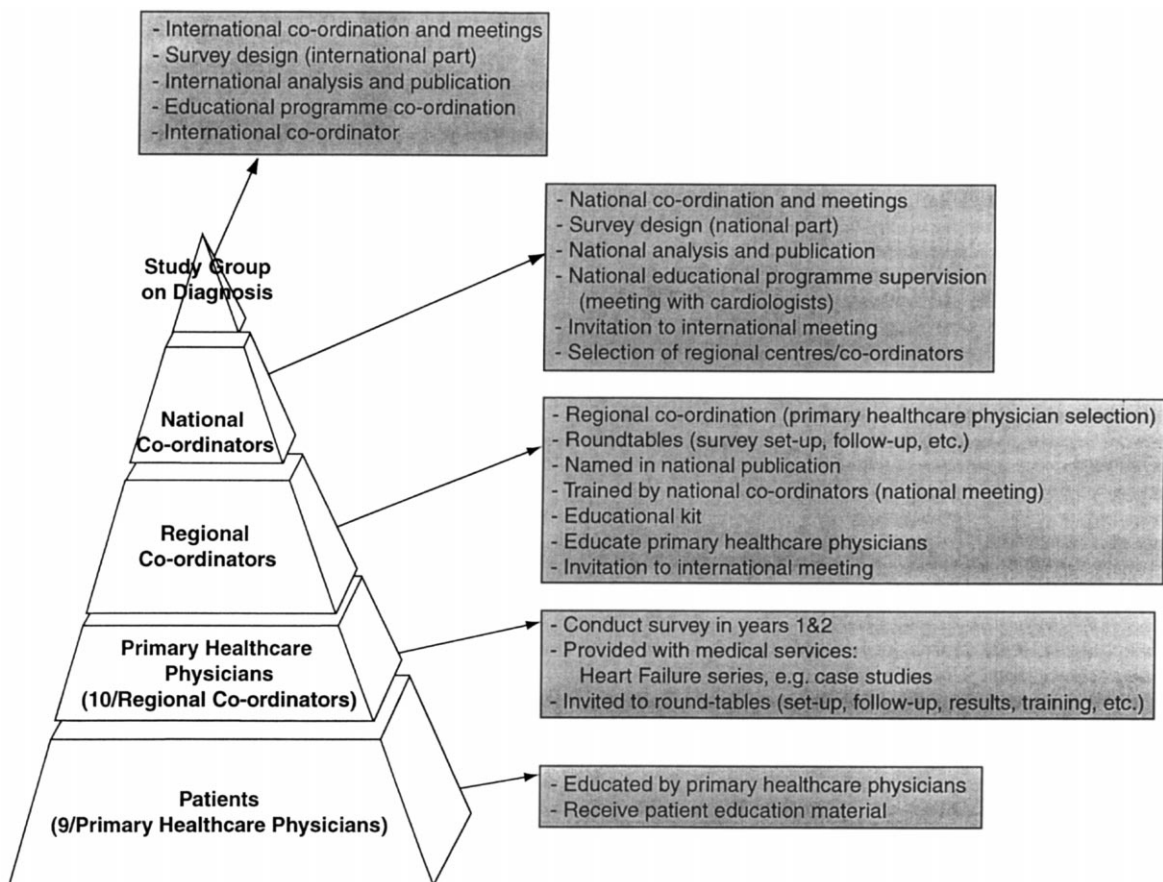 - International co-ordination and meetings
- Survey design (international part)
- International analysis and publication
- Educational programme co-ordination
- International co-ordinator
- National co-ordination and meetings
- Survey design (national part)
- National analysis and publication
- National educational programme supervision
(meeting with cardiologists)
- Invitation to international meeting
- Selection of regional centres/co-ordinators
Study Group
on Diagnosis
National
Co-ordinators
- Regional co-ordination (primary healthcare physician selection)
- Roundtables (survey set-up, follow-up, etc.)
- Named in national publication
- Trained by national co-ordinators (national meeting)
- Educational kit
- Educate primary healthcare physicians
- Invitation to international meeting
Regional
Co-ordinators
- Conduct survey in years 1&2
- Provided with medical services:
Heart Failure series, e.g. case studies
- Invited to round-tables (set-up, follow-up, results, training, etc.)
Primary Healthcare
Physicians
(10/Regional Co-ordinators)
- Educated by primary healthcare physicians
- Receive patient education material
Patients
(9/Primary Healthcare Physicians)